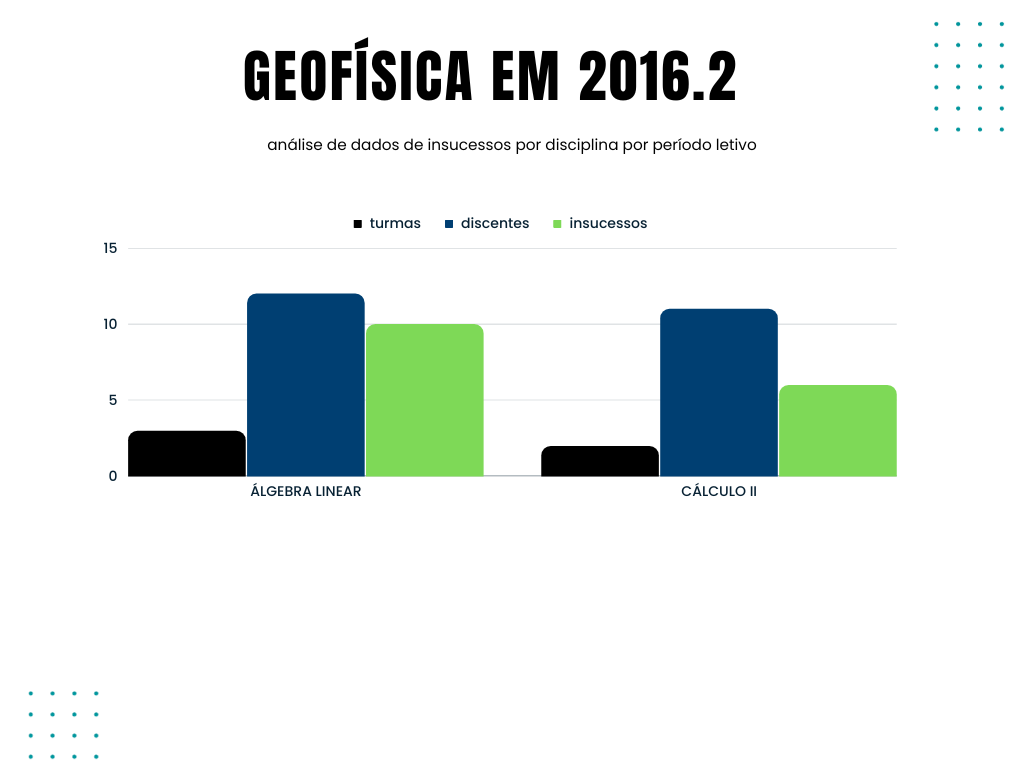 GEOFÍSICA EM 2016.2
análise de dados de insucessos por disciplina por período letivo
turmas discentes insucessos
15
10
5
0
ÁLGEBRA LINEAR CÁLCULO II